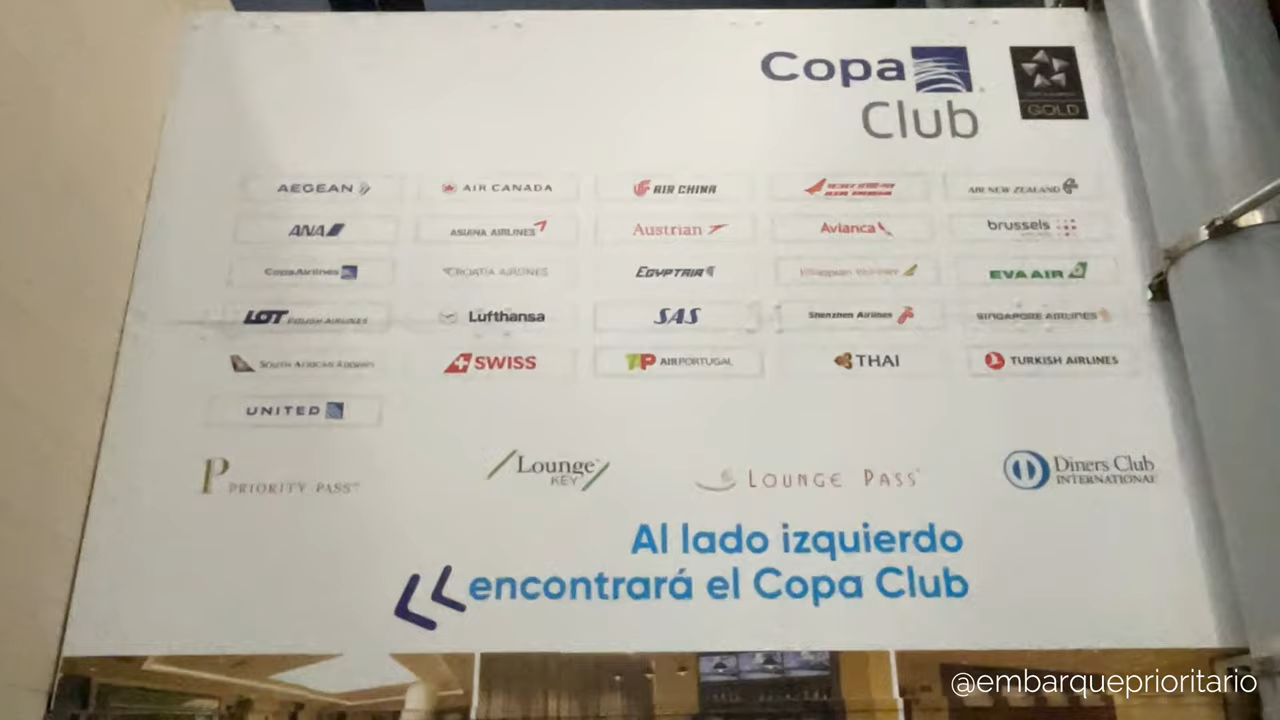 Copa
Club
GOLD
AEGEAN AIR CANADA AIR CHINA AIR NEW ZEALAND
ANA ASIANA AIRLINES Austrian Avianca brussels
CopaAirlines CROATIA AIRLINES EGYPTAIR EVA AIR
LOT POLISH AIRLINES Lufthansa SAS Shenzhen Airlines SINGAPORE AIRLINES
SOUTH AFRICAN AIRWAYS SWISS TAP AIR PORTUGAL THAI TURKISH AIRLINES
UNITED
PRIORITY PASS Lounge KEY LOUNGE PASS Diners Club INTERNATIONAL
Al lado izquierdo
encontrará el Copa Club
@embarqueprioritario